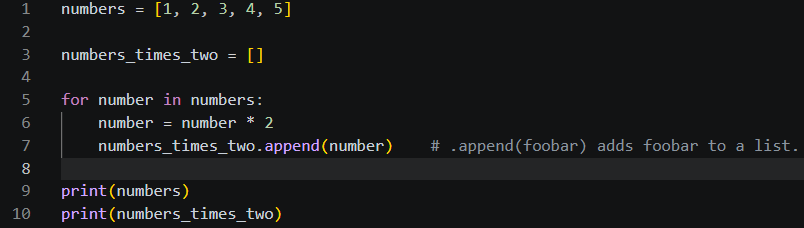 1 numbers = [1, 2, 3, 4, 5]
2
3 numbers_times_two = []
4
5 for number in numbers:
6     number = number * 2
7     numbers_times_two.append(number)    # .append(foobar) adds foobar to a list.
8
9 print(numbers)
10 print(numbers_times_two)